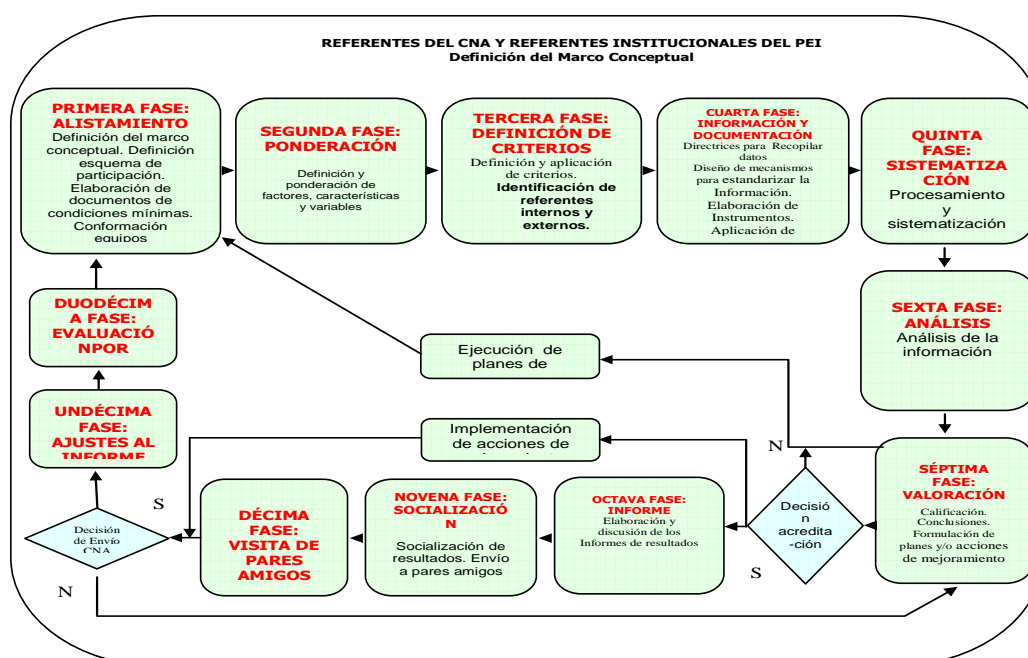 REFERENTES DEL CNA Y REFERENTES INSTITUCIONALES DEL PEI
Definición del Marco Conceptual
PRIMERA FASE:
ALISTAMIENTO
Definición del marco
conceptual. Definición
esquema de
participación.
Elaboración de
documentos de
condiciones mínimas.
Conformación equipos
SEGUNDA FASE:
PONDERACIÓN
Definición y
ponderación de
factores, características
y variables
TERCERA FASE:
DEFINICIÓN DE
CRITERIOS
Definición y aplicación
de criterios.
Identificación de
referentes
internos y
externos.
CUARTA FASE:
INFORMACIÓN Y
DOCUMENTACIÓN
Directrices para Recopilar
datos
Diseño de mecanismos
para estandarizar la
Información.
Elaboración de
Instrumentos.
Aplicación de
QUINTA
FASE:
SISTEMATIZA
CIÓN
Procesamiento
y
sistematización
SEXTA FASE:
ANÁLISIS
Análisis de la
información
SÉPTIMA
FASE:
VALORACIÓN
Calificación.
Conclusiones.
Formulación de
planes y/o acciones
de mejoramiento
Decisió
n
acredita
-ción
N
S
Ejecución de
planes de
Implementación
de acciones de
OCTAVA FASE:
INFORME
Elaboración y
discusión de los
Informes de resultados
NOVENA FASE:
SOCIALIZACIÓ
N
Socialización de
resultados. Envío
a pares amigos
DÉCIMA
FASE:
VISITA DE
PARES
AMIGOS
Decisión
de Envío
CNA
S
N
UNDÉCIMA
FASE:
AJUSTES AL
INFORME
DUODÉCIM
A FASE:
EVALUACIÓ
NPOR